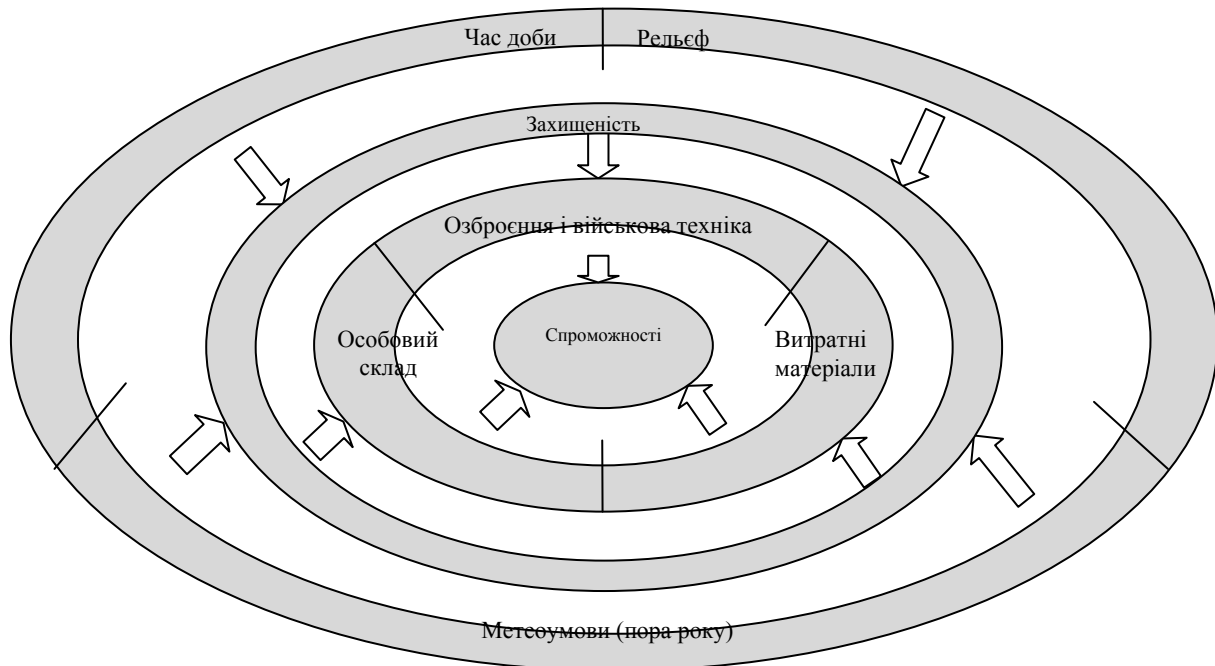 Час доби
Рельєф
Захищеність
Озброєння і військова техніка
Спроможності
Особовий
склад
Витратні
матеріали
Метеоумови (пора року)